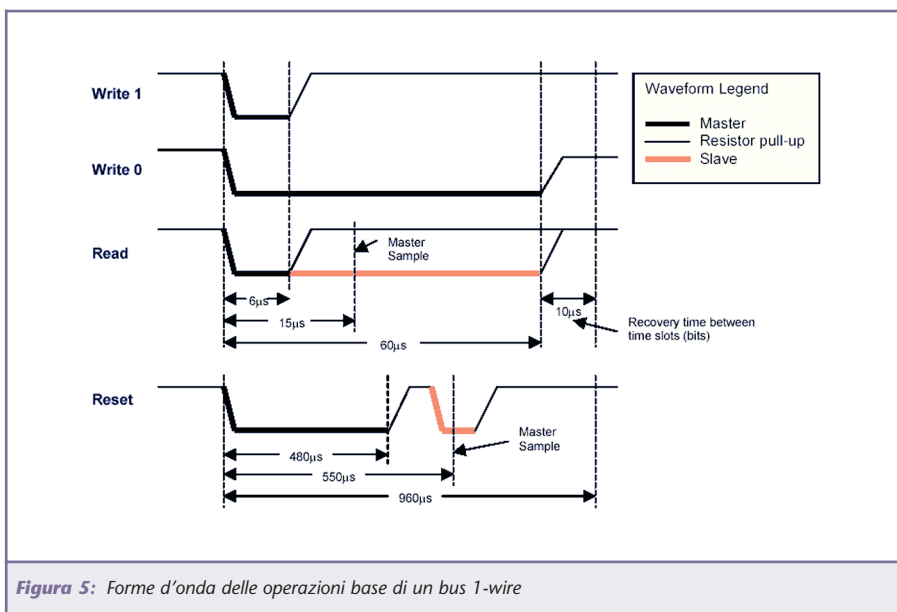 Write 1
Waveform Legend
Master
Resistor pull-up
Slave
Write 0
Read
Master
Sample
6µs
15µs
10µs
60µs
Recovery time between
time slots (bits)
Reset
Master
Sample
480µs
550µs
960µs
Figura 5: Forme d'onda delle operazioni base di un bus 1-wire